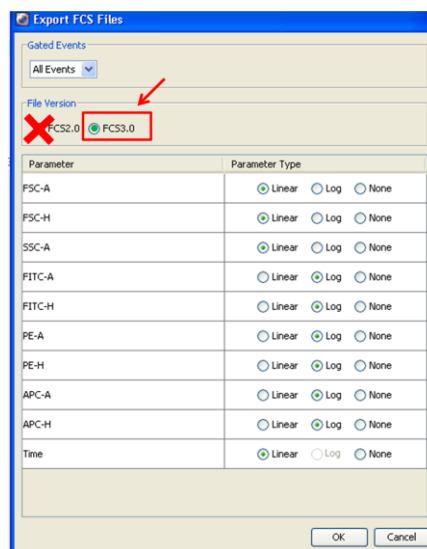 Export FCS Files
Gated Events
All Events
File Version
FCS2.0 FCS3.0
Parameter Parameter Type
FSC-A Linear Log None
FSC-H Linear Log None
SSC-A Linear Log None
FITC-A Linear Log None
FITC-H Linear Log None
PE-A Linear Log None
PE-H Linear Log None
APC-A Linear Log None
APC-H Linear Log None
Time Linear Log None
OK Cancel